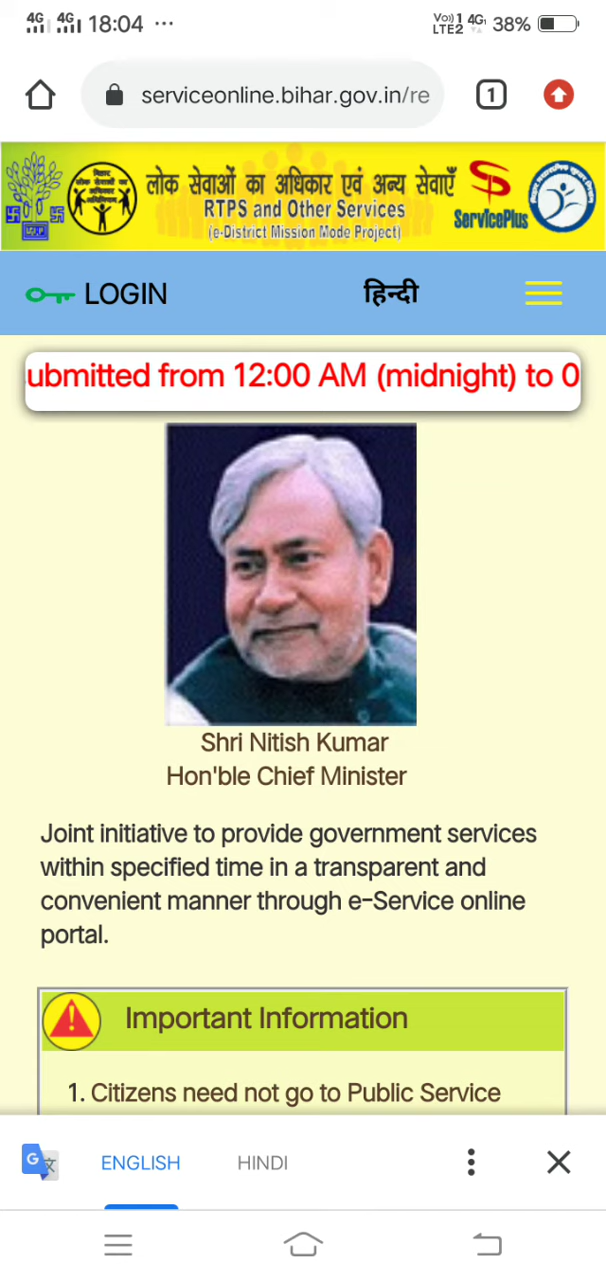 4G 4G 18:04 ... Vo)) 1 LTE2 4G 38%
serviceonline.bihar.gov.in/re 1
लोक सेवाओं का अधिकार एवं अन्य सेवाएँ
RTPS and Other Services
(e-District Mission Mode Project)
ServicePlus
LOGIN हिन्दी
ubmitted from 12:00 AM (midnight) to 0
Shri Nitish Kumar
Hon'ble Chief Minister
Joint initiative to provide government services
within specified time in a transparent and
convenient manner through e-Service online
portal.
Important Information
1. Citizens need not go to Public Service
ENGLISH HINDI